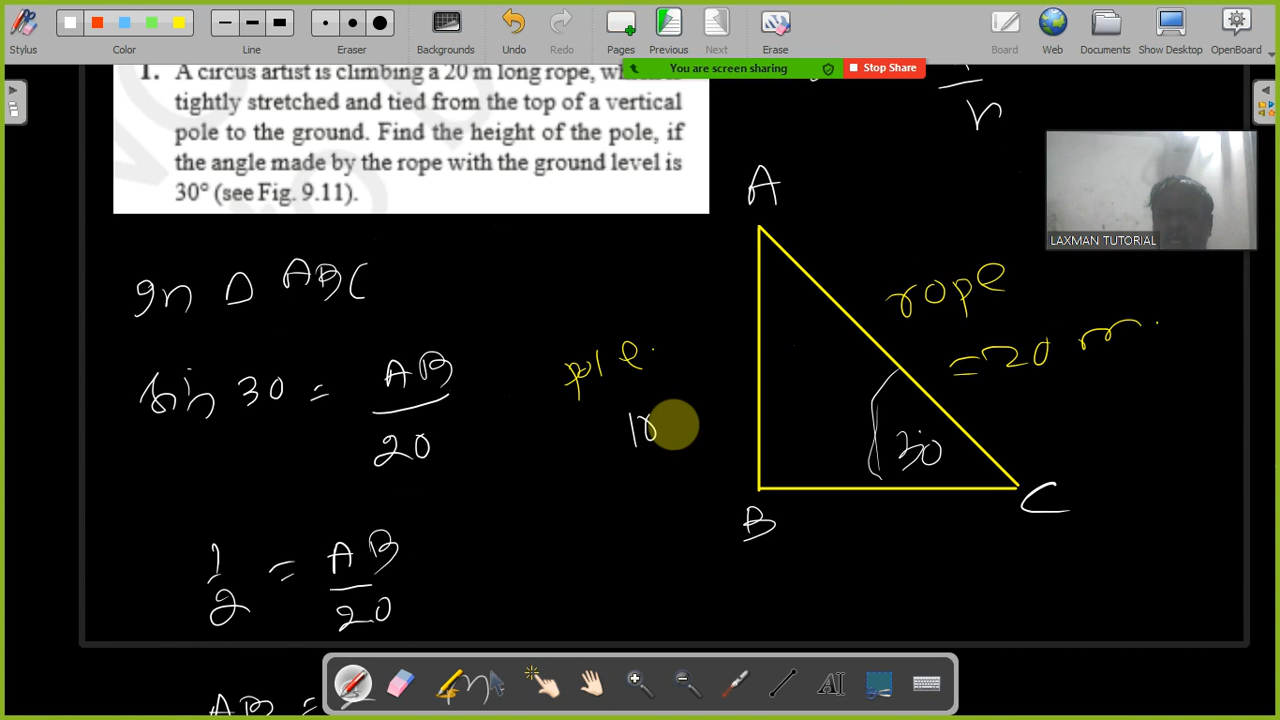 Stylus
Color
Line
Eraser
Backgrounds
Undo
Redo
Pages
Previous
Next
Erase
Board
Web
Documents
Show Desktop
OpenBoard
You are screen sharing
Stop Share
1. A circus artist is climbing a 20 m long rope,
tightly stretched and tied from the top of a vertical
pole to the ground. Find the height of the pole, if
the angle made by the rope with the ground level is
30° (see Fig. 9.11).
h
LAXMAN TUTORIAL
A
In Δ ABC
rope
= 20 m.
pole.
sin 30 = AB
20
10
30
B
C
1 = AB
2 20
AB =